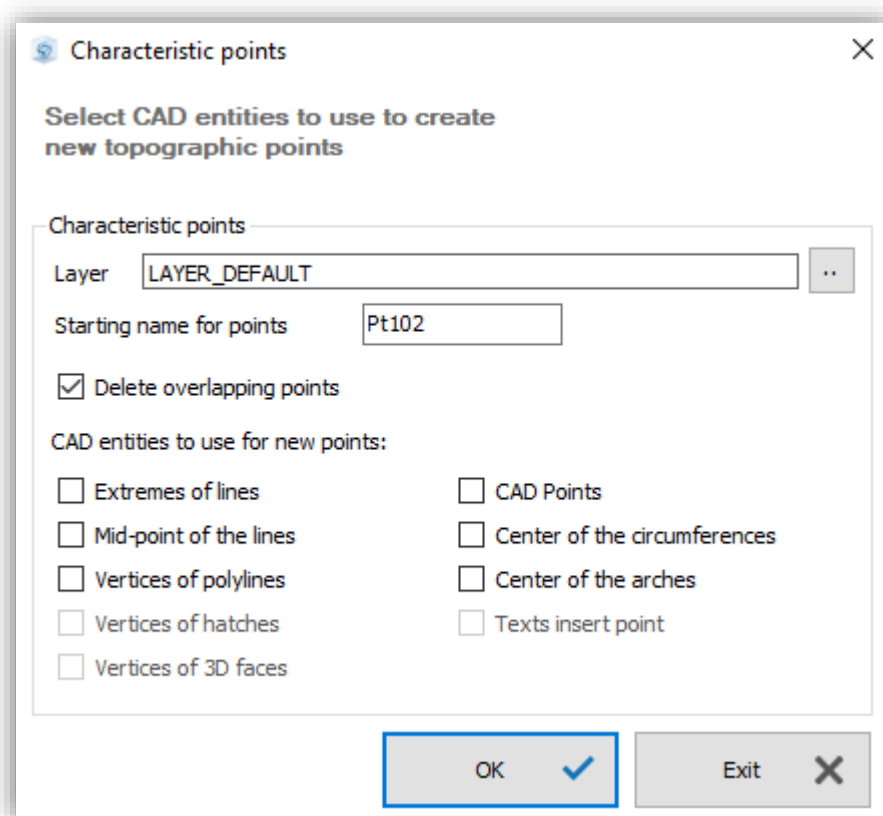 Characteristic points
Select CAD entities to use to create
new topographic points
Characteristic points
Layer LAYER_DEFAULT ..
Starting name for points Pt102
Delete overlapping points
CAD entities to use for new points:
Extremes of lines CAD Points
Mid-point of the lines Center of the circumferences
Vertices of polylines Center of the arches
Vertices of hatches Texts insert point
Vertices of 3D faces
OK Exit